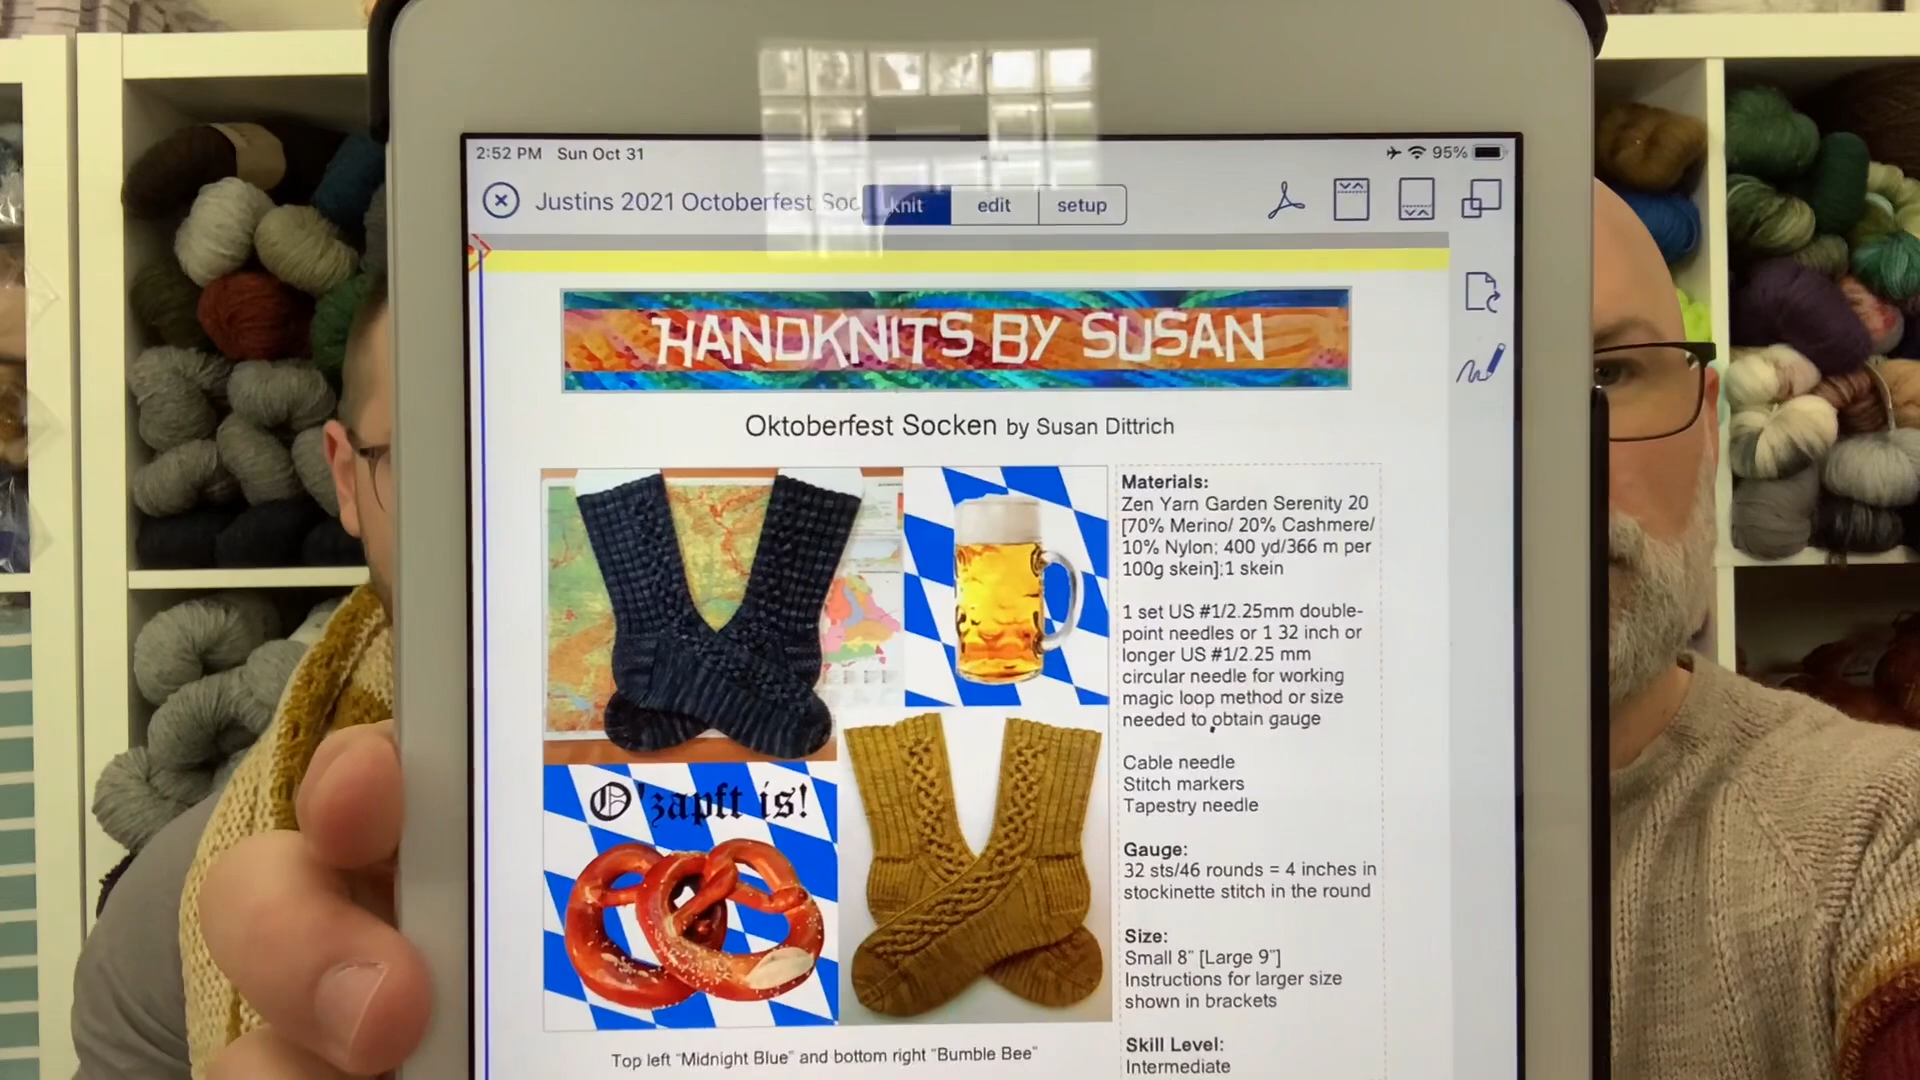 2:52 PM Sun Oct 31
95%
Justins 2021 Octoberfest Soc
knit
edit
setup
HANDKNITS BY SUSAN
Oktoberfest Socken by Susan Dittrich
O'zapft is!
Top left "Midnight Blue" and bottom right "Bumble Bee"
Materials:
Zen Yarn Garden Serenity 20
[70% Merino/ 20% Cashmere/
10% Nylon; 400 yd/366 m per
100g skein];1 skein
1 set US #1/2.25mm double-
point needles or 1 32 inch or
longer US #1/2.25 mm
circular needle for working
magic loop method or size
needed to obtain gauge
Cable needle
Stitch markers
Tapestry needle
Gauge:
32 sts/46 rounds = 4 inches in
stockinette stitch in the round
Size:
Small 8" [Large 9"]
Instructions for larger size
shown in brackets
Skill Level:
Intermediate